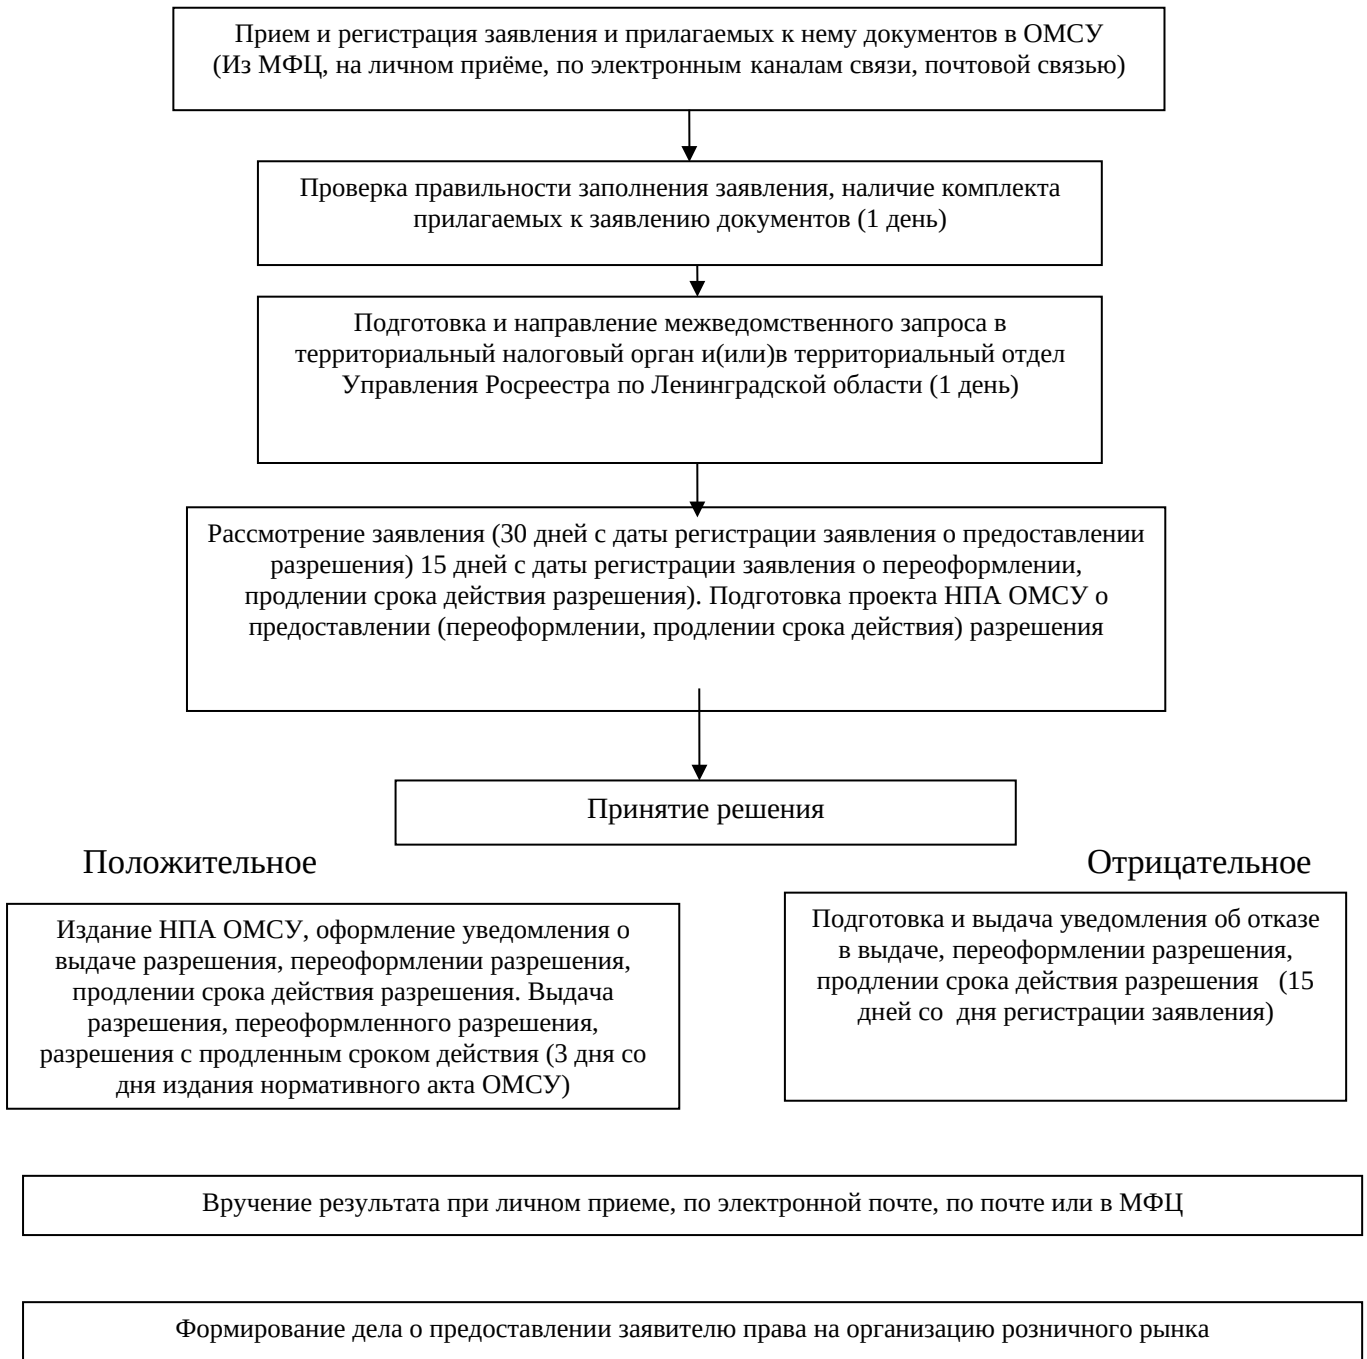 Прием и регистрация заявления и прилагаемых к нему документов в ОМСУ
(Из МФЦ, на личном приёме, по электронным каналам связи, почтовой связью)
Проверка правильности заполнения заявления, наличие комплекта
прилагаемых к заявлению документов (1 день)
Подготовка и направление межведомственного запроса в
территориальный налоговый орган и(или)в территориальный отдел
Управления Росреестра по Ленинградской области (1 день)
Рассмотрение заявления (30 дней с даты регистрации заявления о предоставлении
разрешения) 15 дней с даты регистрации заявления о переоформлении,
продлении срока действия разрешения). Подготовка проекта НПА ОМСУ о
предоставлении (переоформлении, продлении срока действия) разрешения
Принятие решения
Положительное
Отрицательное
Издание НПА ОМСУ, оформление уведомления о
выдаче разрешения, переоформлении разрешения,
продлении срока действия разрешения. Выдача
разрешения, переоформленного разрешения,
разрешения с продленным сроком действия (3 дня со
дня издания нормативного акта ОМСУ)
Подготовка и выдача уведомления об отказе
в выдаче, переоформлении разрешения,
продлении срока действия разрешения (15
дней со дня регистрации заявления)
Вручение результата при личном приеме, по электронной почте, по почте или в МФЦ
Формирование дела о предоставлении заявителю права на организацию розничного рынка